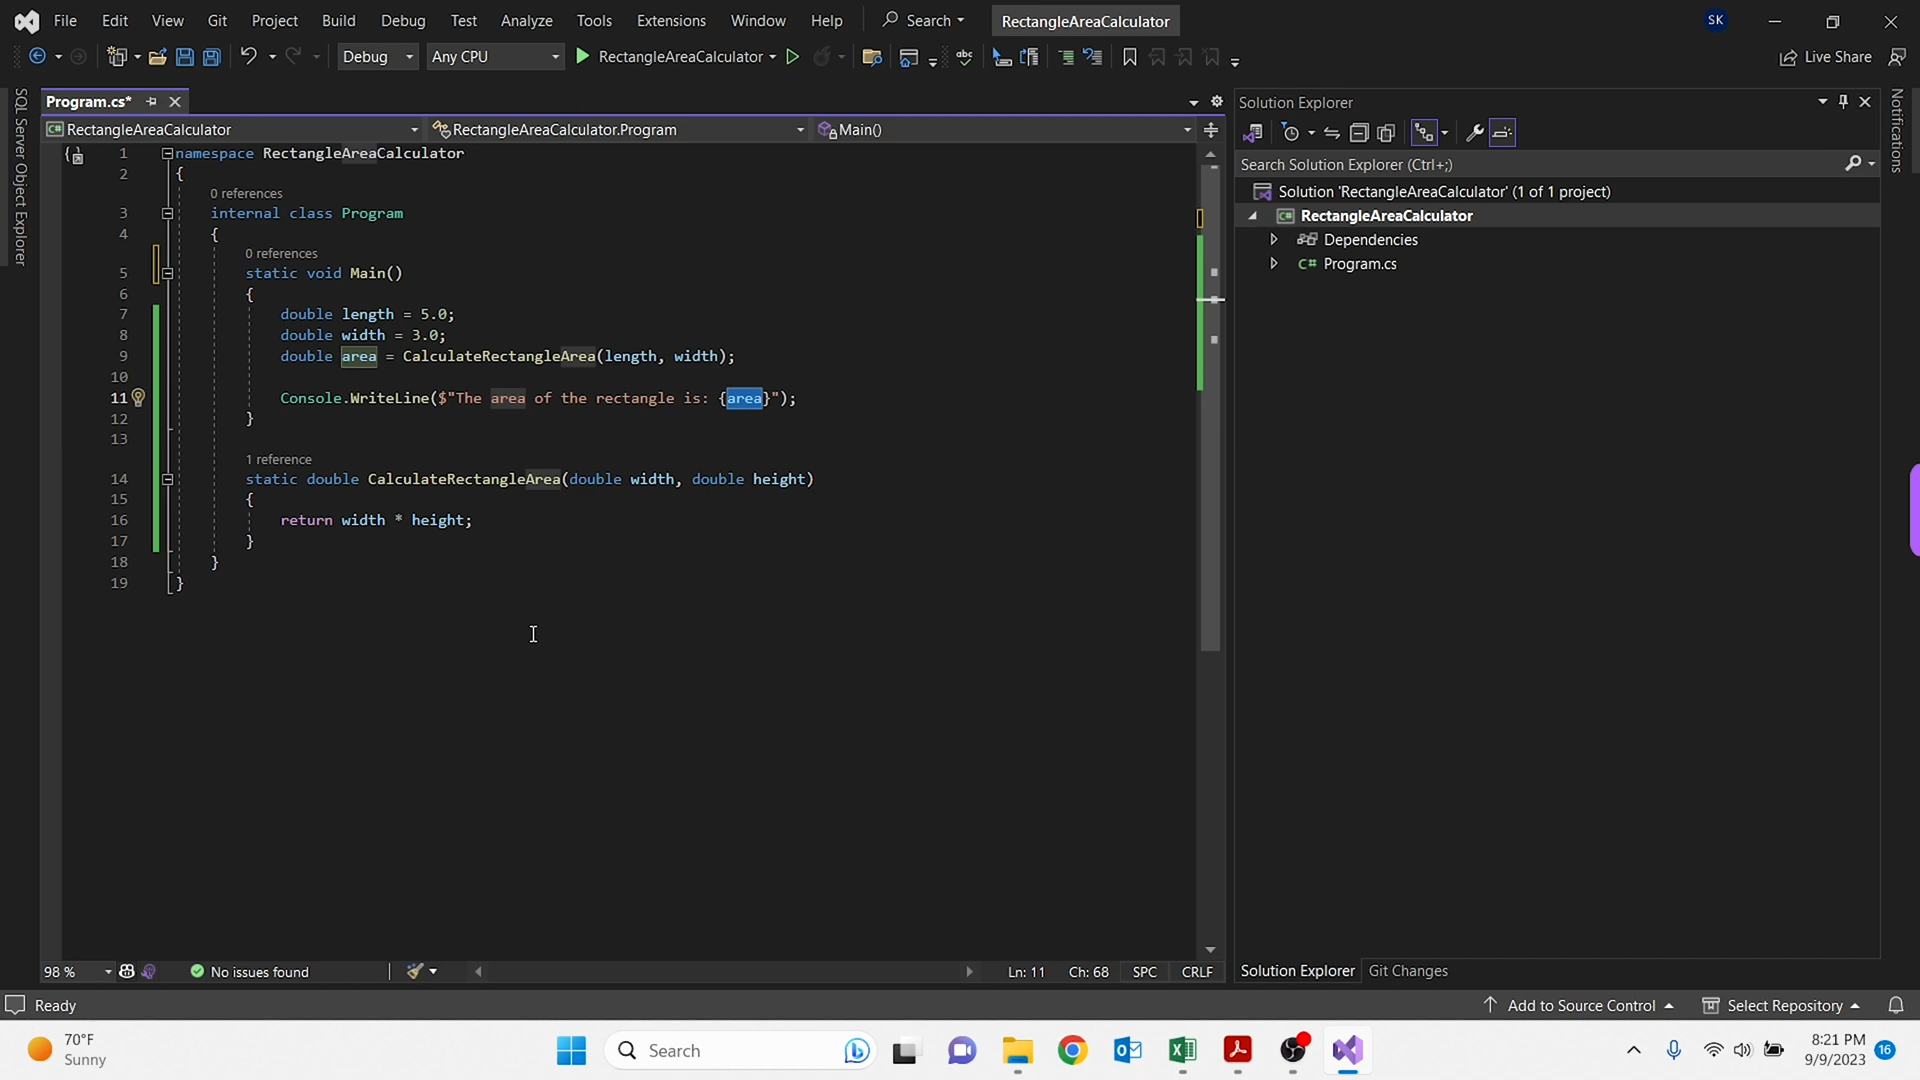 File Edit View Git Project Build Debug Test Analyze Tools Extensions Window Help Search RectangleAreaCalculator SK
Debug Any CPU RectangleAreaCalculator Live Share
SQL Server Object Explorer
Program.cs*
RectangleAreaCalculator RectangleAreaCalculator.Program Main()
1 namespace RectangleAreaCalculator
2 {
0 references
3 internal class Program
4 {
0 references
5 static void Main()
6 {
7 double length = 5.0;
8 double width = 3.0;
9 double area = CalculateRectangleArea(length, width);
10
11 Console.WriteLine($"The area of the rectangle is: {area}");
12 }
13
1 reference
14 static double CalculateRectangleArea(double width, double height)
15 {
16 return width * height;
17 }
18 }
19 }
98 % No issues found Ln: 11 Ch: 68 SPC CRLF
Solution Explorer
Search Solution Explorer (Ctrl+;)
Solution 'RectangleAreaCalculator' (1 of 1 project)
RectangleAreaCalculator
Dependencies
C# Program.cs
Solution Explorer Git Changes
Notifications
Ready Add to Source Control Select Repository
70°F
Sunny
Search
8:21 PM
9/9/2023
16